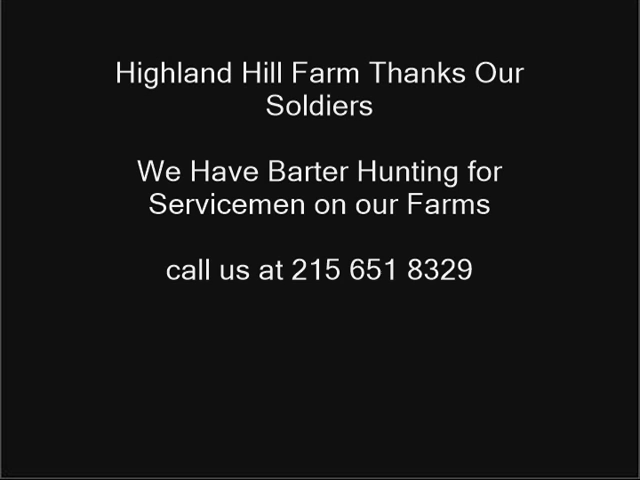 Highland Hill Farm Thanks Our
Soldiers
We Have Barter Hunting for
Servicemen on our Farms
call us at 215 651 8329